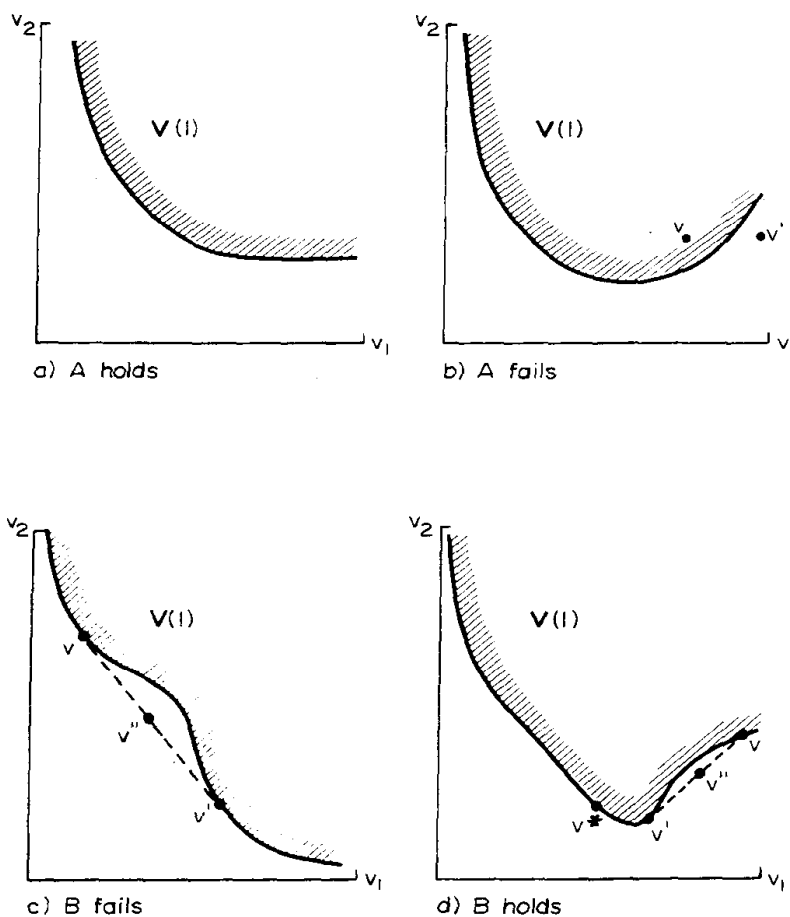 v2
V(1)
v1
a) A holds
v2
V(1)
v
v'
v
b) A fails
v2
V(1)
v
v"
v'
v1
c) B fails
v2
V(1)
v
v"
v*
v'
v1
d) B holds